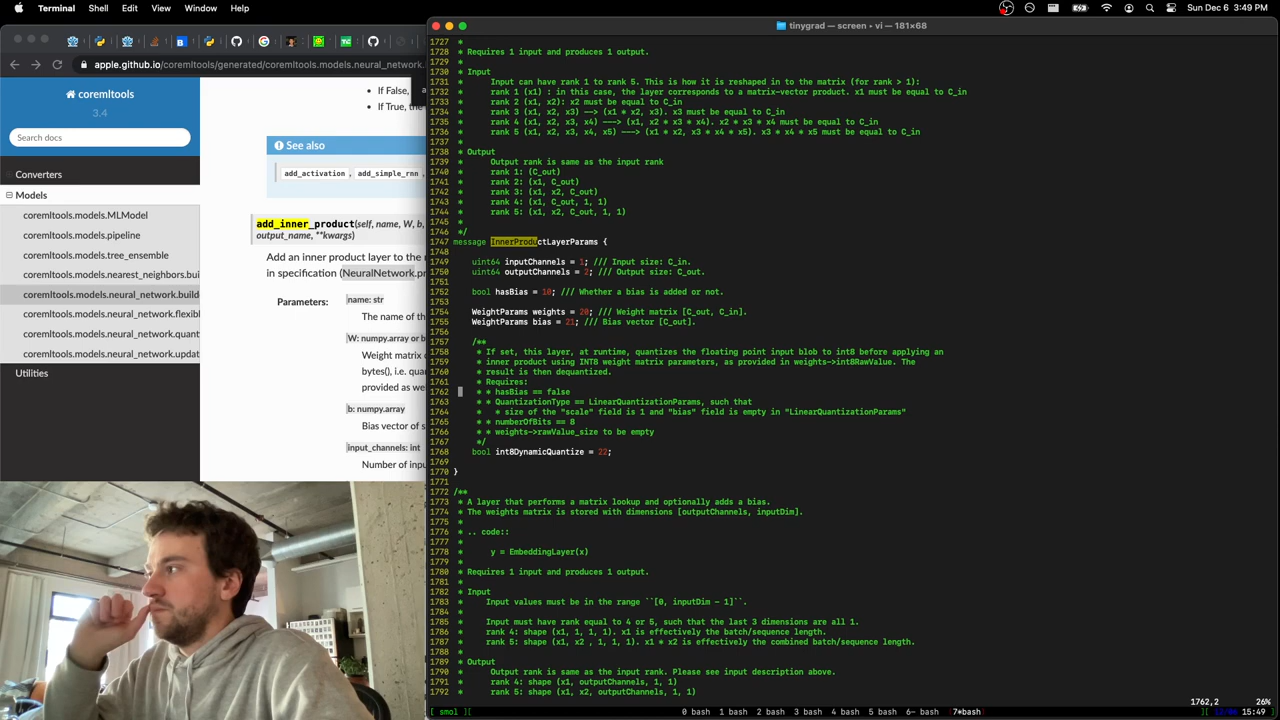 Terminal Shell Edit View Window Help
Sun Dec 6 3:49 PM
apple.github.io/coremltools/generated/coremltools.models.neural_network.
coremltools
3.4
Search docs
Converters
Models
coremltools.models.MLModel
coremltools.models.pipeline
coremltools.models.tree_ensemble
coremltools.models.nearest_neighbors.bui
coremltools.models.neural_network.builde
coremltools.models.neural_network.flexibl
coremltools.models.neural_network.quant
coremltools.models.neural_network.updat
Utilities
• If False,
• If True, the
See also
add_activation, add_simple_rnn,
add_inner_product(self, name, W, b,
output_name, **kwargs)
Add an inner product layer to the
in specification (NeuralNetwork.pr
Parameters:
name: str
The name of th
W: numpy.array or b
Weight matrix
bytes(), i.e. qua
provided as we
b: numpy.array
Bias vector of s
input_channels: int
Number of inpu
tinygrad — screen ▸ vi — 181×68
1727 *
1728 * Requires 1 input and produces 1 output.
1729 *
1730 * Input
1731 * Input can have rank 1 to rank 5. This is how it is reshaped in to the matrix (for rank > 1):
1732 * rank 1 (x1) : in this case, the layer corresponds to a matrix-vector product. x1 must be equal to C_in
1733 * rank 2 (x1, x2): x2 must be equal to C_in
1734 * rank 3 (x1, x2, x3) --> (x1 * x2, x3). x3 must be equal to C_in
1735 * rank 4 (x1, x2, x3, x4) ---> (x1, x2 * x3 * x4). x2 * x3 * x4 must be equal to C_in
1736 * rank 5 (x1, x2, x3, x4, x5) ---> (x1 * x2, x3 * x4 * x5). x3 * x4 * x5 must be equal to C_in
1737 *
1738 * Output
1739 * Output rank is same as the input rank
1740 * rank 1: (C_out)
1741 * rank 2: (x1, C_out)
1742 * rank 3: (x1, x2, C_out)
1743 * rank 4: (x1, C_out, 1, 1)
1744 * rank 5: (x1, x2, C_out, 1, 1)
1745 *
1746 */
1747 message InnerProductLayerParams {
1748
1749 uint64 inputChannels = 1; /// Input size: C_in.
1750 uint64 outputChannels = 2; /// Output size: C_out.
1751
1752 bool hasBias = 10; /// Whether a bias is added or not.
1753
1754 WeightParams weights = 20; /// Weight matrix [C_out, C_in].
1755 WeightParams bias = 21; /// Bias vector [C_out].
1756
1757 /**
1758 * If set, this layer, at runtime, quantizes the floating point input blob to int8 before applying an
1759 * inner product using INT8 weight matrix parameters, as provided in weights->int8RawValue. The
1760 * result is then dequantized.
1761 * Requires:
1762 * * hasBias == false
1763 * * QuantizationType == LinearQuantizationParams, such that
1764 * * size of the "scale" field is 1 and "bias" field is empty in "LinearQuantizationParams"
1765 * * numberOfBits == 8
1766 * * weights->rawValue_size to be empty
1767 */
1768 bool int8DynamicQuantize = 22;
1769
1770 }
1771
1772 /**
1773 * A layer that performs a matrix lookup and optionally adds a bias.
1774 * The weights matrix is stored with dimensions [outputChannels, inputDim].
1775 *
1776 * .. code::
1777 *
1778 * y = EmbeddingLayer(x)
1779 *
1780 * Requires 1 input and produces 1 output.
1781 *
1782 * Input
1783 * Input values must be in the range ``[0, inputDim - 1]``.
1784 *
1785 * Input must have rank equal to 4 or 5, such that the last 3 dimensions are all 1.
1786 * rank 4: shape (x1, 1, 1, 1). x1 is effectively the batch/sequence length.
1787 * rank 5: shape (x1, x2 , 1, 1, 1). x1 * x2 is effectively the combined batch/sequence length.
1788 *
1789 * Output
1790 * Output rank is same as the input rank. Please see input description above.
1791 * rank 4: shape (x1, outputChannels, 1, 1)
1792 * rank 5: shape (x1, x2, outputChannels, 1, 1)
1762,2 26%
[ smol ][ 0 bash 1 bash 2 bash 3 bash 4 bash 5 bash 6- bash (7*bash) ][ 15:49 ]